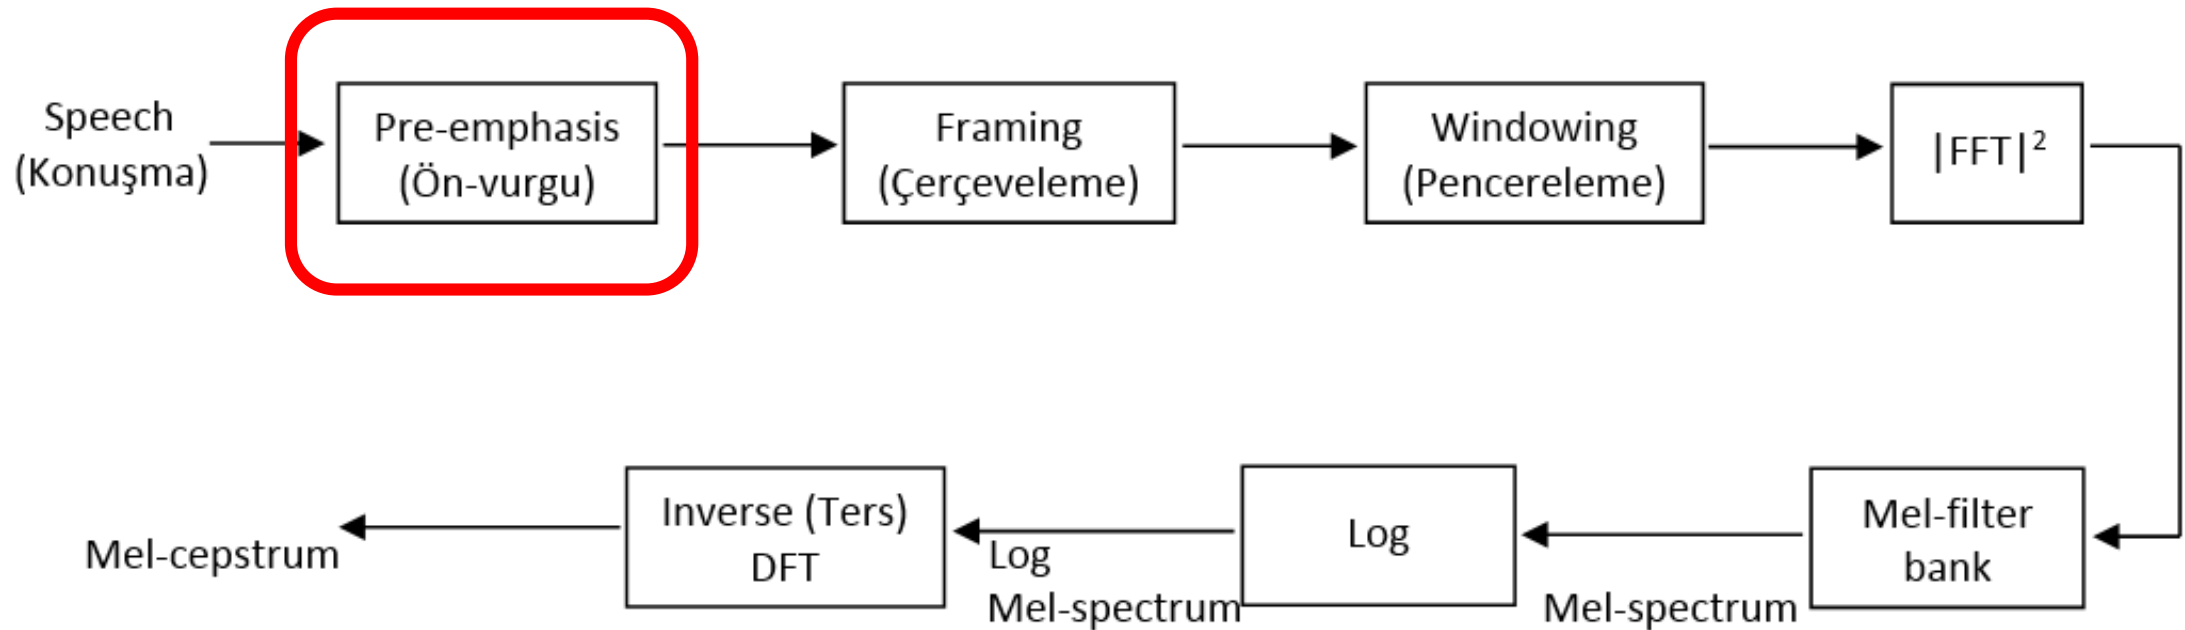 Speech
(Konuşma)
Pre-emphasis
(Ön-vurgu)
Framing
(Çerçeveleme)
Windowing
(Pencereleme)
|FFT|²
Mel-filter
bank
Mel-spectrum
Log
Log
Mel-spectrum
Inverse (Ters)
DFT
Mel-cepstrum